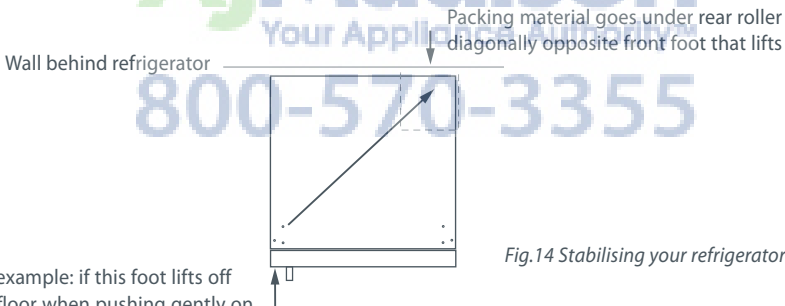 Your Appliance Authority™
Packing material goes under rear roller
diagonally opposite front foot that lifts
Wall behind refrigerator
800-570-3355
Fig.14 Stabilising your refrigerator
example: if this foot lifts off
floor when pushing gently on